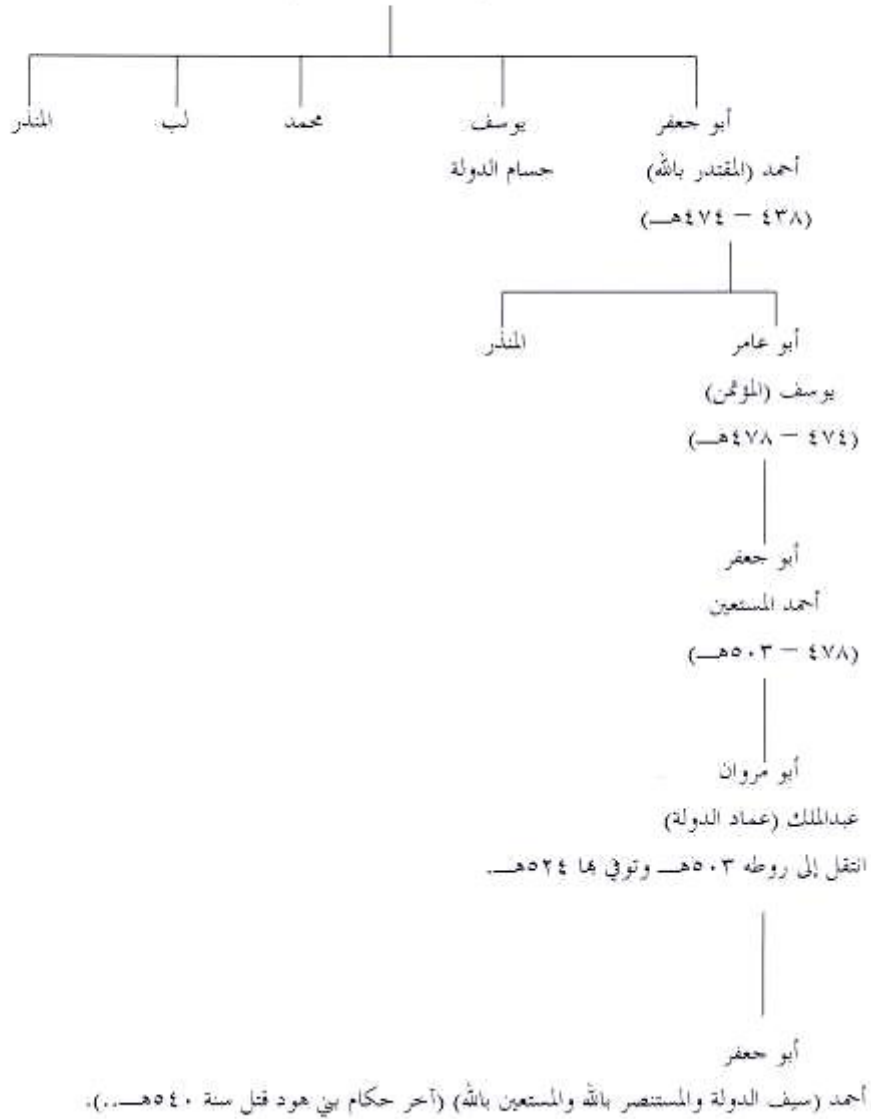 أبو جعفر يوسف محمد لب المنذر
أحمد (المقتدر بالله) حسام الدولة
(٤٣٨ – ٤٧٤هـ)
أبو عامر المنذر
يوسف (المؤتمن)
(٤٧٤ – ٤٧٨هـ)
أبو جعفر
أحمد المستعين
(٤٧٨ – ٥٠٣هـ)
أبو مروان
عبدالملك (عماد الدولة)
انتقل إلى روطه ٥٠٣هـ وتوفي بها ٥٢٤هـ.
أبو جعفر
أحمد (سيف الدولة والمستنصر بالله والمستعين بالله) (آخر حكام بني هود قتل سنة ٥٤٠هـ..).